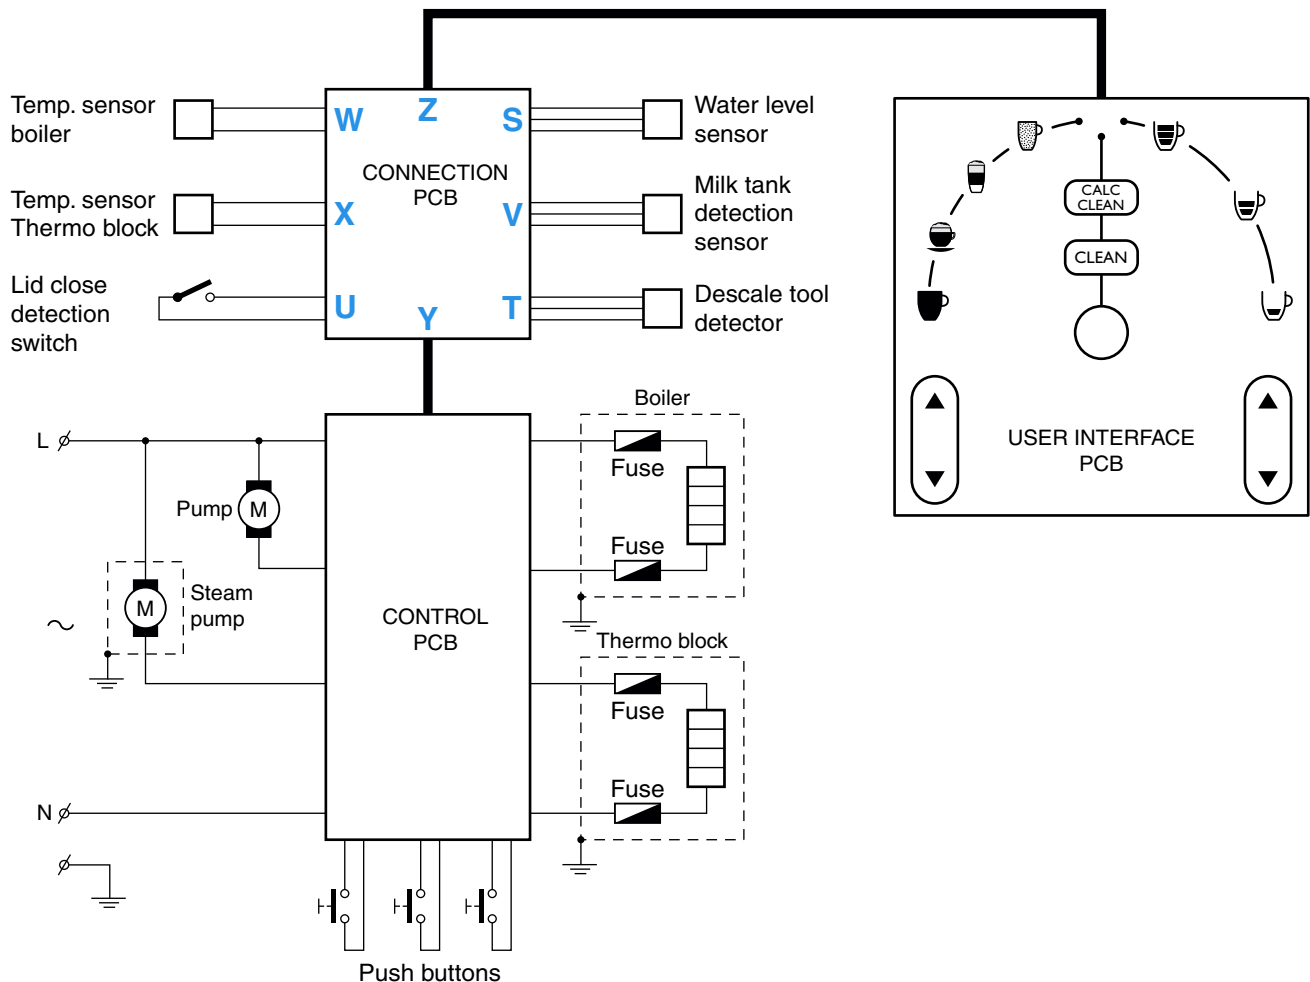 Temp. sensor
boiler
Temp. sensor
Thermo block
Lid close
detection
switch
W
Z
S
CONNECTION
PCB
X
V
U
Y
T
Water level
sensor
Milk tank
detection
sensor
Descale tool
detector
CALC
CLEAN
CLEAN
USER INTERFACE
PCB
L
Pump
M
Steam
pump
M
N
CONTROL
PCB
Boiler
Fuse
Fuse
Thermo block
Fuse
Fuse
Push buttons